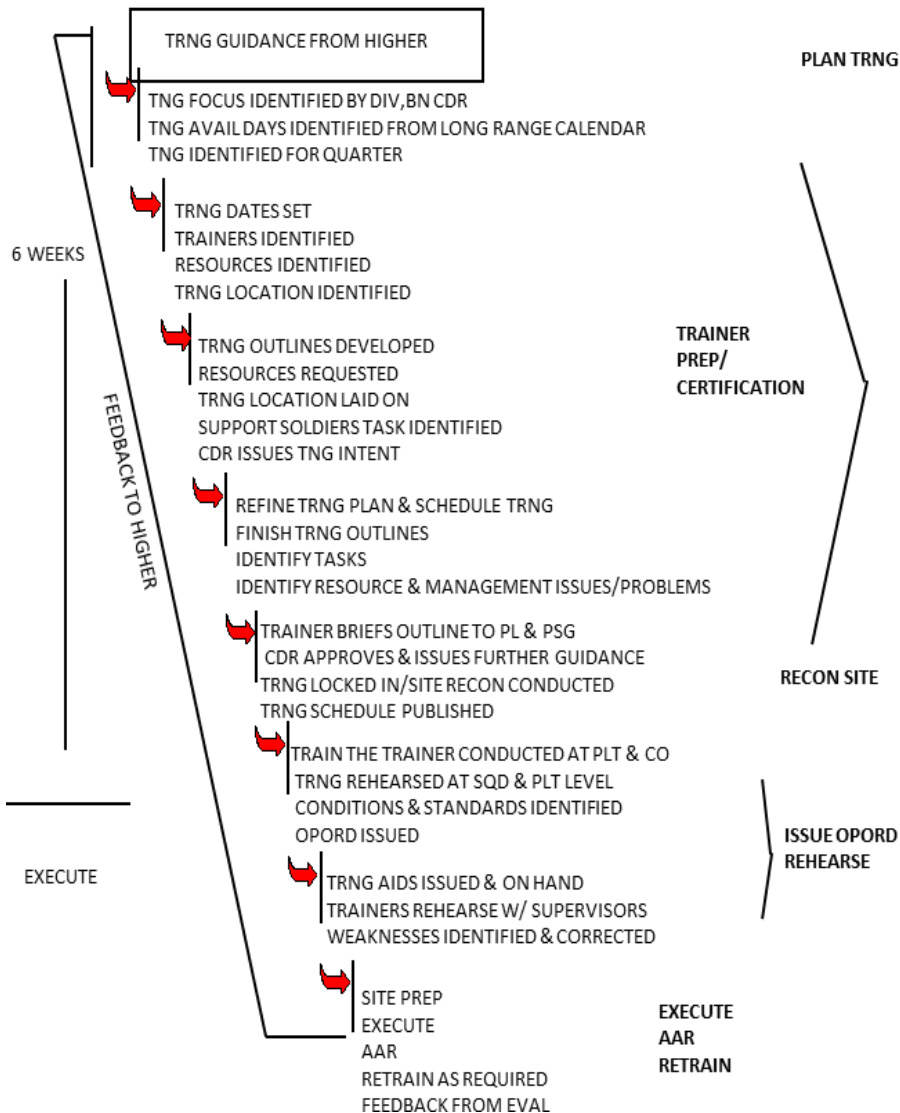 TRNG GUIDANCE FROM HIGHER
PLAN TRNG
TNG FOCUS IDENTIFIED BY DIV,BN CDR
TNG AVAIL DAYS IDENTIFIED FROM LONG RANGE CALENDAR
TNG IDENTIFIED FOR QUARTER
TRNG DATES SET
TRAINERS IDENTIFIED
RESOURCES IDENTIFIED
TRNG LOCATION IDENTIFIED
6 WEEKS
TRNG OUTLINES DEVELOPED
RESOURCES REQUESTED
TRNG LOCATION LAID ON
SUPPORT SOLDIERS TASK IDENTIFIED
CDR ISSUES TNG INTENT
TRAINER
PREP/
CERTIFICATION
FEEDBACK TO HIGHER
REFINE TRNG PLAN & SCHEDULE TRNG
FINISH TRNG OUTLINES
IDENTIFY TASKS
IDENTIFY RESOURCE & MANAGEMENT ISSUES/PROBLEMS
TRAINER BRIEFS OUTLINE TO PL & PSG
CDR APPROVES & ISSUES FURTHER GUIDANCE
TRNG LOCKED IN/SITE RECON CONDUCTED
TRNG SCHEDULE PUBLISHED
RECON SITE
TRAIN THE TRAINER CONDUCTED AT PLT & CO
TRNG REHEARSED AT SQD & PLT LEVEL
CONDITIONS & STANDARDS IDENTIFIED
OPORD ISSUED
ISSUE OPORD
REHEARSE
EXECUTE
TRNG AIDS ISSUED & ON HAND
TRAINERS REHEARSE W/ SUPERVISORS
WEAKNESSES IDENTIFIED & CORRECTED
SITE PREP
EXECUTE
AAR
RETRAIN AS REQUIRED
FEEDBACK FROM EVAL
EXECUTE
AAR
RETRAIN